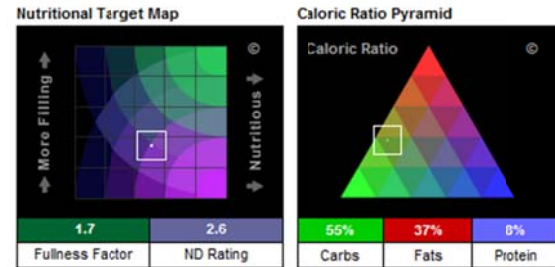 Nutritional Target Map
©
More Filling
Nutritious
1.7 2.6
Fullness Factor ND Rating
Caloric Ratio Pyramid
Caloric Ratio ©
55% 37% 8%
Carbs Fats Protein